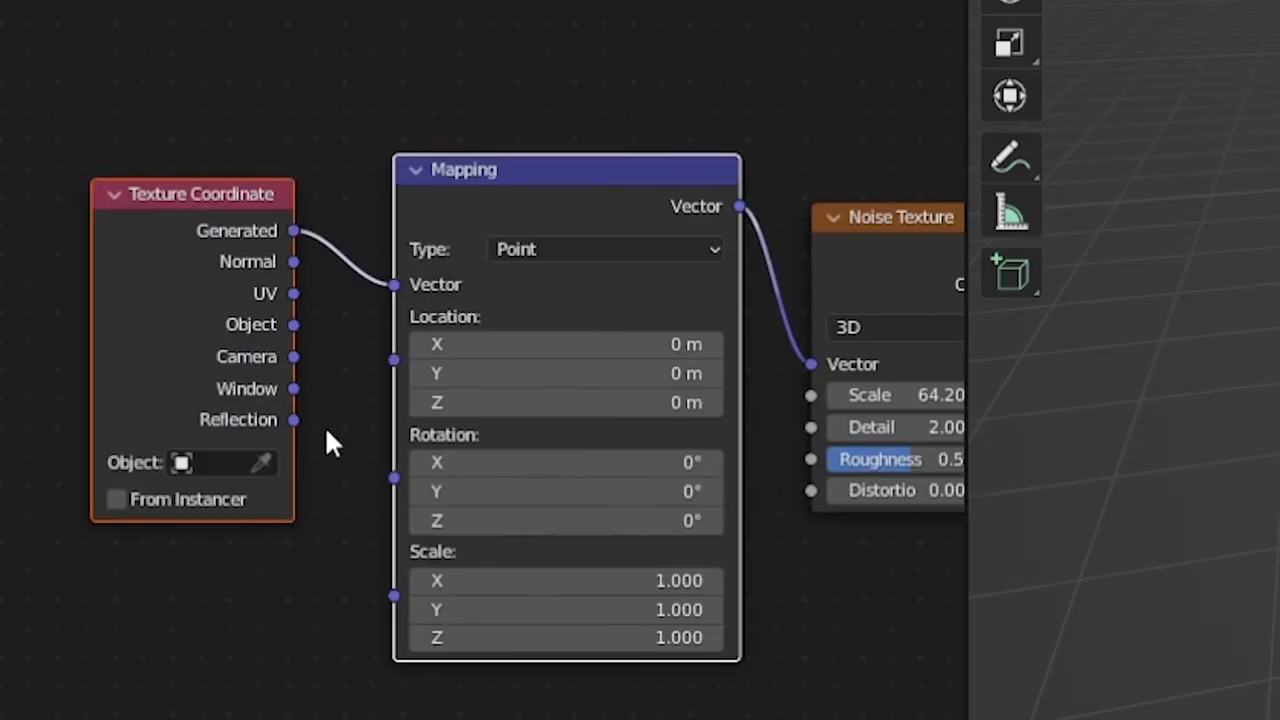 Texture Coordinate
Generated
Normal
UV
Object
Camera
Window
Reflection
Object:
From Instancer
Mapping
Vector
Type: Point
Vector
Location:
X 0 m
Y 0 m
Z 0 m
Rotation:
X 0°
Y 0°
Z 0°
Scale:
X 1.000
Y 1.000
Z 1.000
Noise Texture
3D
Vector
Scale 64.20
Detail 2.00
Roughness 0.5
Distortio 0.00